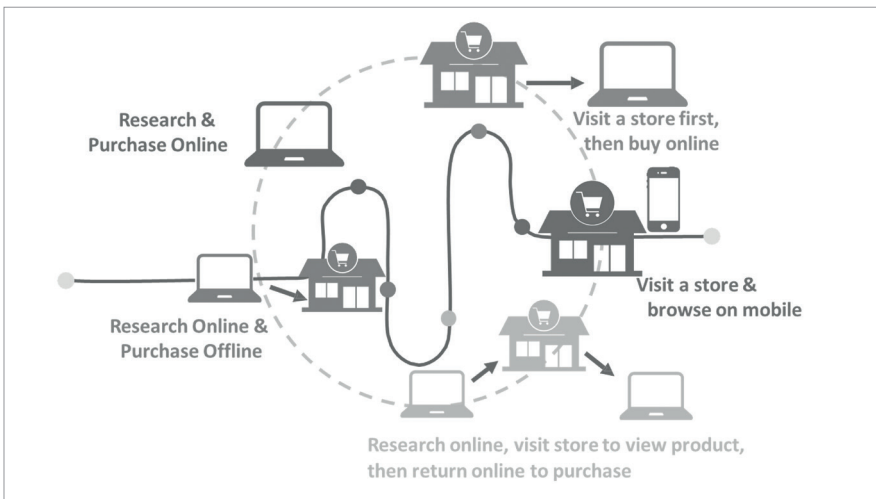 Research &
Purchase Online
Visit a store first,
then buy online
Visit a store &
browse on mobile
Research Online &
Purchase Offline
Research online, visit store to view product,
then return online to purchase